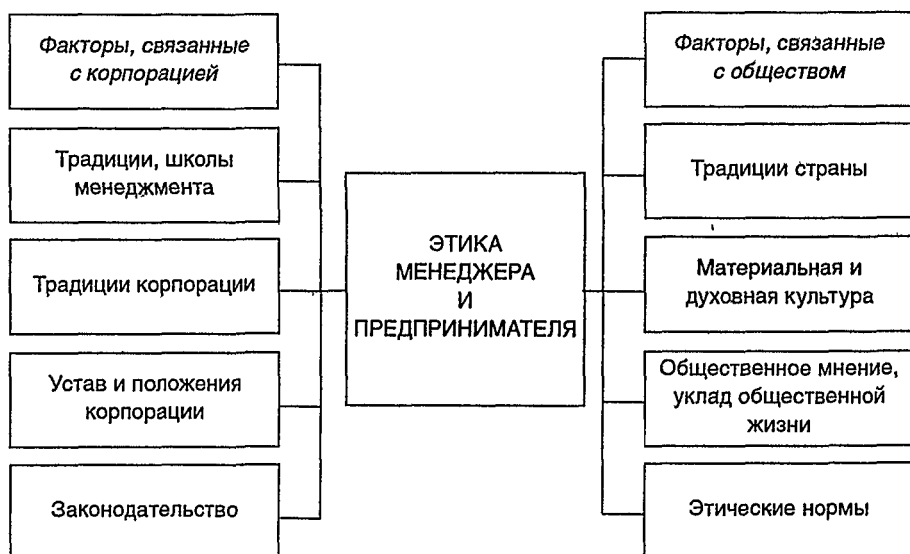 Факторы, связанные
с корпорацией
Традиции, школы
менеджмента
Традиции корпорации
Устав и положения
корпорации
Законодательство
ЭТИКА
МЕНЕДЖЕРА
И
ПРЕДПРИНИМАТЕЛЯ
Факторы, связанные
с обществом
Традиции страны
Материальная и
духовная культура
Общественное мнение,
уклад общественной
жизни
Этические нормы